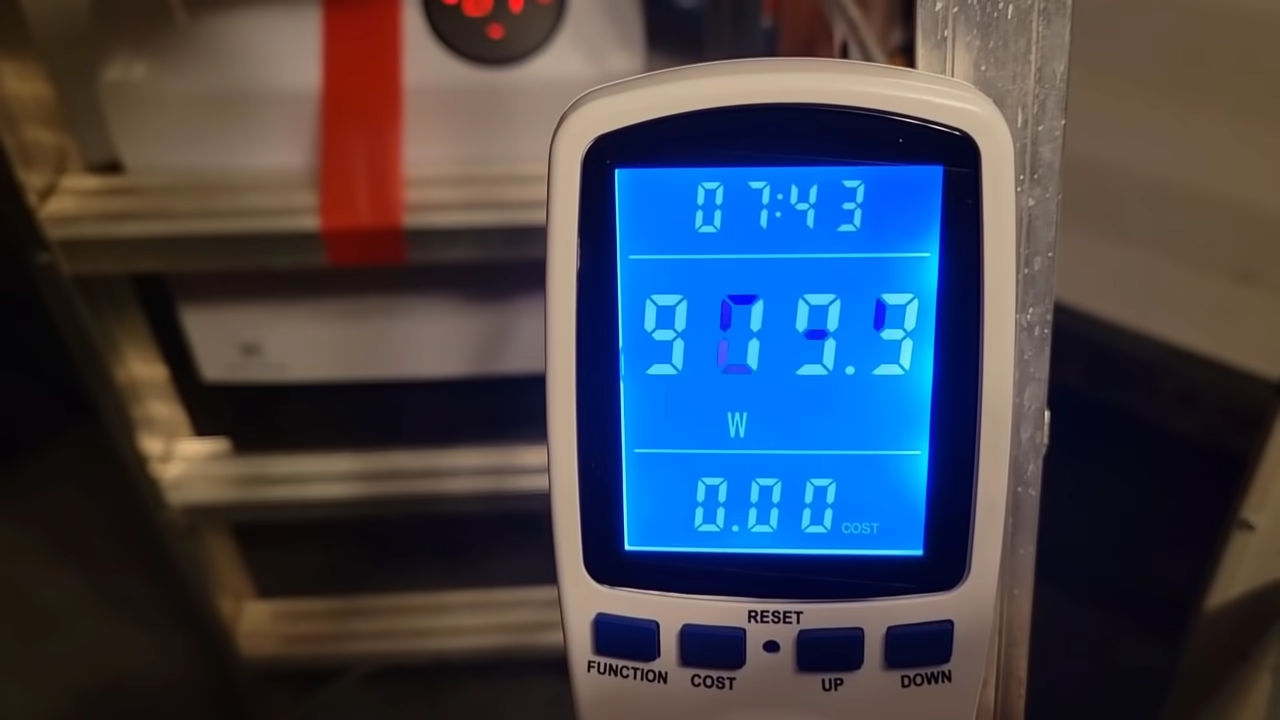 07:43
909.9
W
0.00 COST
RESET
FUNCTION COST UP DOWN